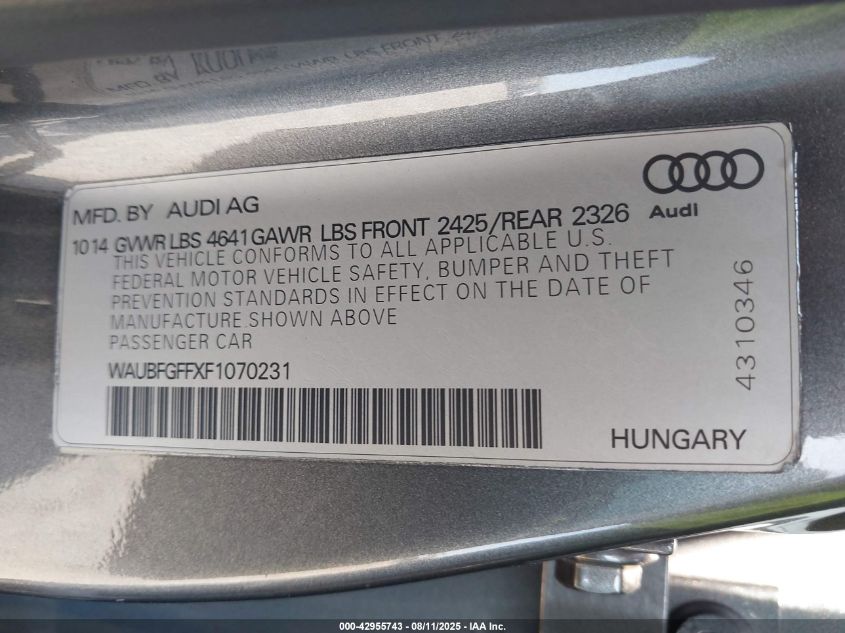 MFD. BY AUDI AG
Audi
10 14 GVWR LBS 4641 GAWR LBS FRONT 2425/REAR 2326
THIS VEHICLE CONFORMS TO ALL APPLICABLE U.S.
FEDERAL MOTOR VEHICLE SAFETY, BUMPER AND THEFT
PREVENTION STANDARDS IN EFFECT ON THE DATE OF
MANUFACTURE SHOWN ABOVE
PASSENGER CAR
WAUBFGFFXF1070231
HUNGARY
4310346
000-42955743 - 08/11/2025 - IAA Inc.